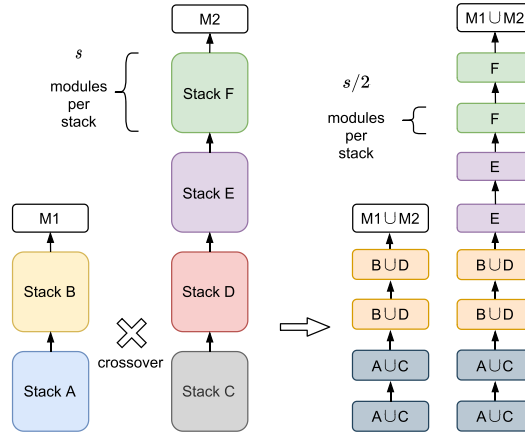 M2
s
modules
per
stack
Stack F
Stack E
M1
Stack B
Stack D
crossover
Stack A
Stack C
M1∪M2
F
s/2
modules
per
stack
F
E
M1∪M2
E
B∪D
B∪D
B∪D
B∪D
A∪C
A∪C
A∪C
A∪C